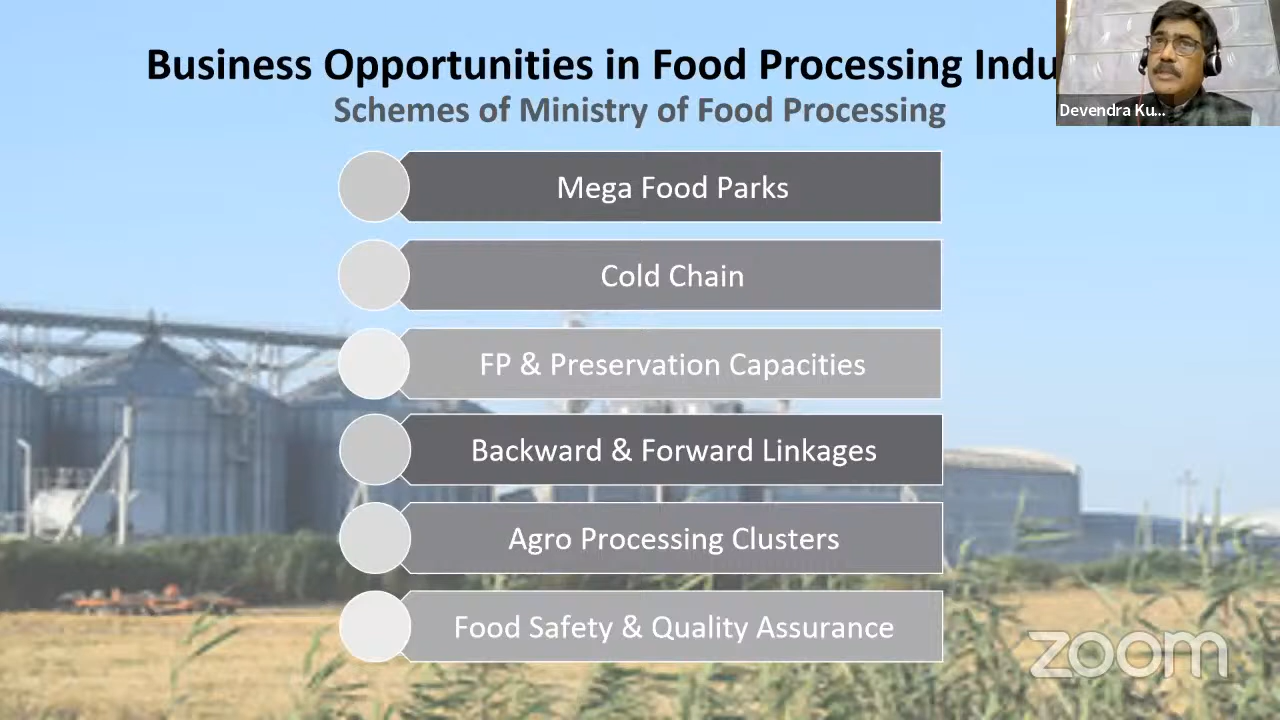 Business Opportunities in Food Processing Indu
Schemes of Ministry of Food Processing
Devendra Ku...
Mega Food Parks
Cold Chain
FP & Preservation Capacities
Backward & Forward Linkages
Agro Processing Clusters
Food Safety & Quality Assurance
zoom